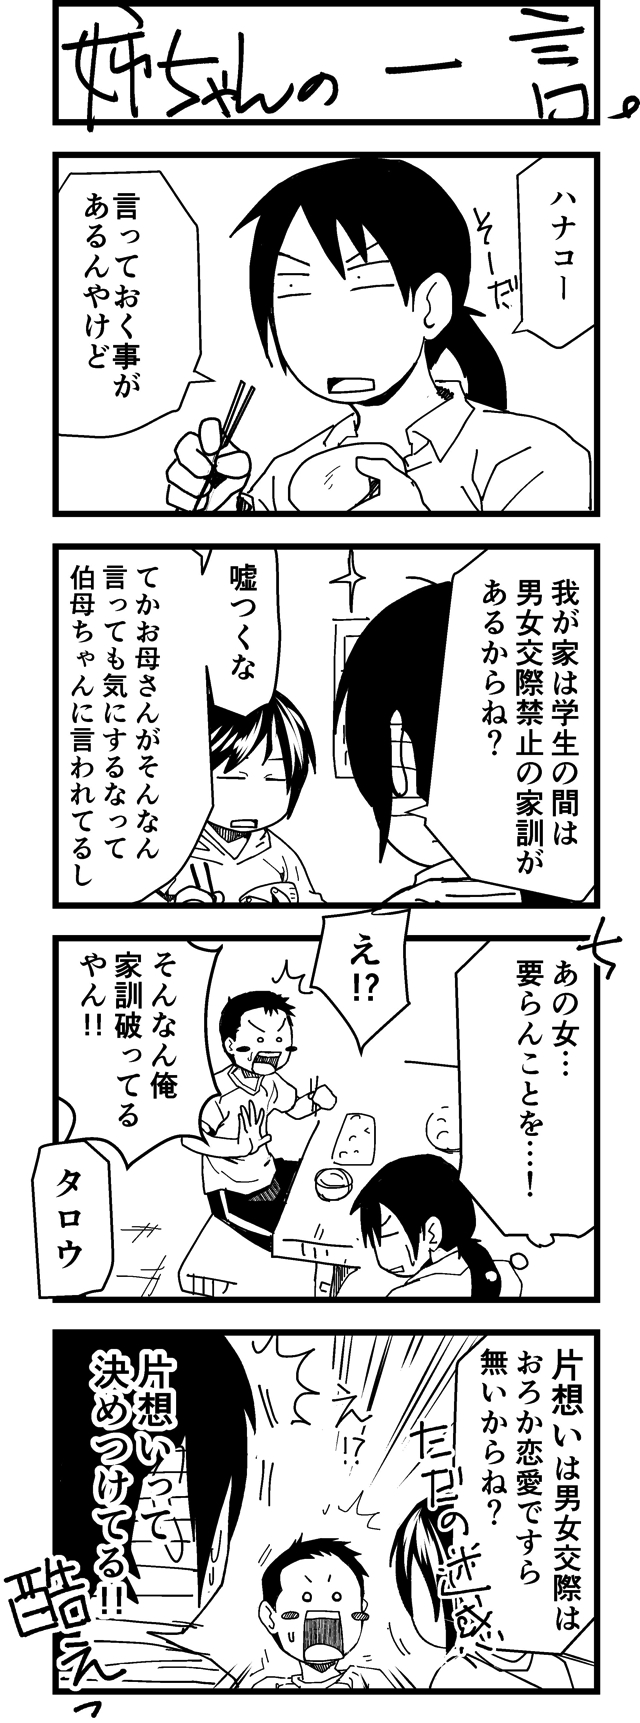 姉ちゃんの一言。
ハナコー
そーだ
言っておく事が
あるんやけど
我が家は学生の間は
男女交際禁止の家訓が
あるからね?
嘘つくな
てかお母さんがそんなん
言っても気にするなって
伯母ちゃんに言われてるし
ち
あの女…
要らんことを…!
え!?
そんなん俺
家訓破ってる
やん!!
タロウ
片想いは男女交際は
おろか恋愛ですら
無いからね?
ただの迷惑
え!?
片想いって
決めつけてる!!
酷えっ